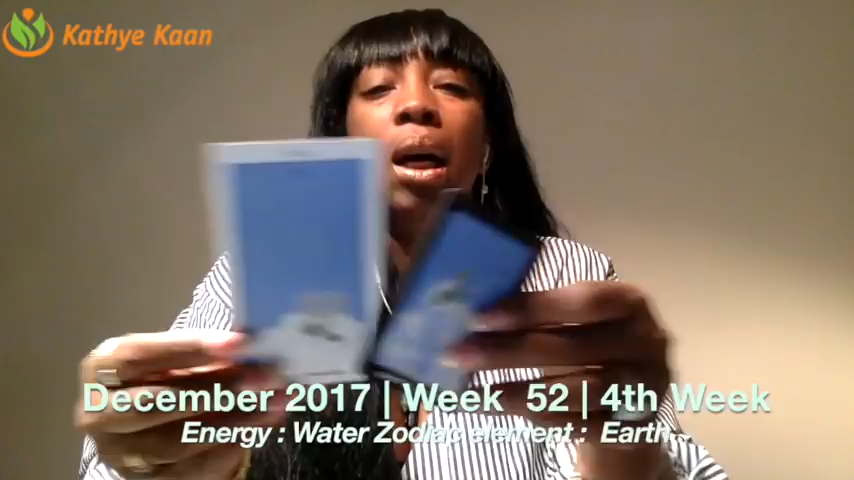 Kathye Kaan
December 2017 | Week 52 | 4th Week
Energy : Water Zodiac element : Earth